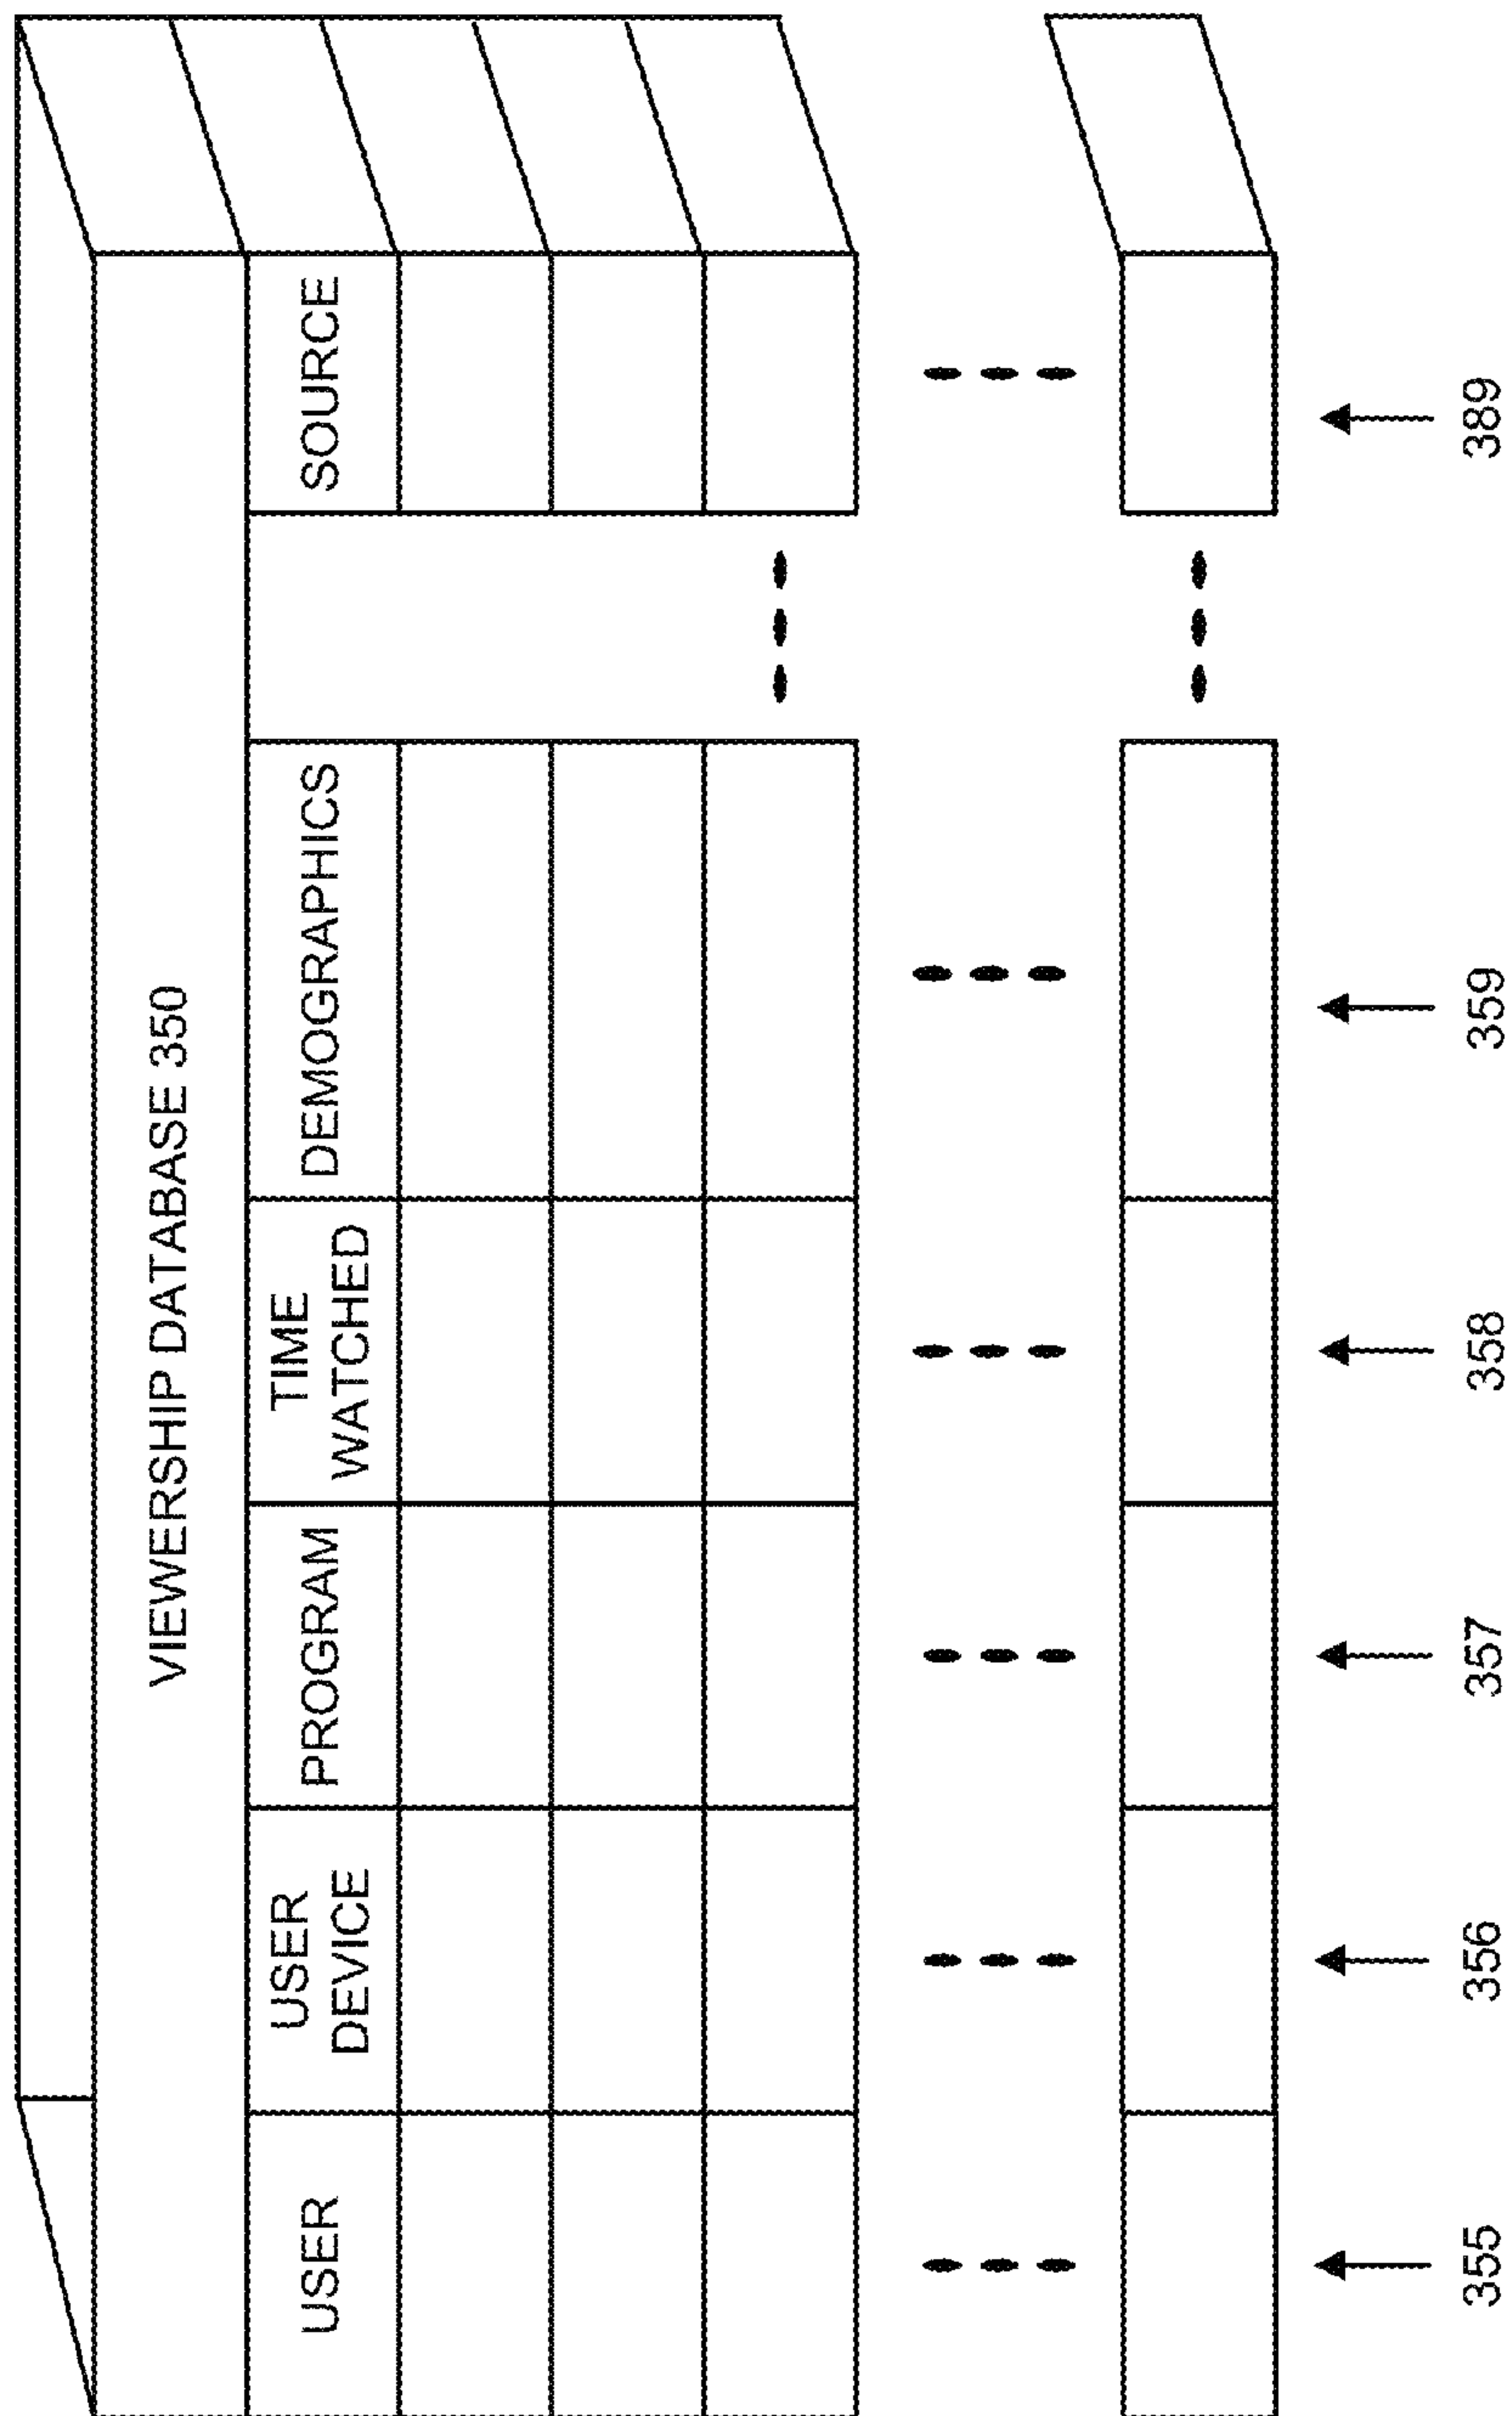 VIEWERSHIP DATABASE 350
USER
USER
DEVICE
PROGRAM
TIME
WATCHED
DEMOGRAPHICS
SOURCE
355
356
357
358
359
389